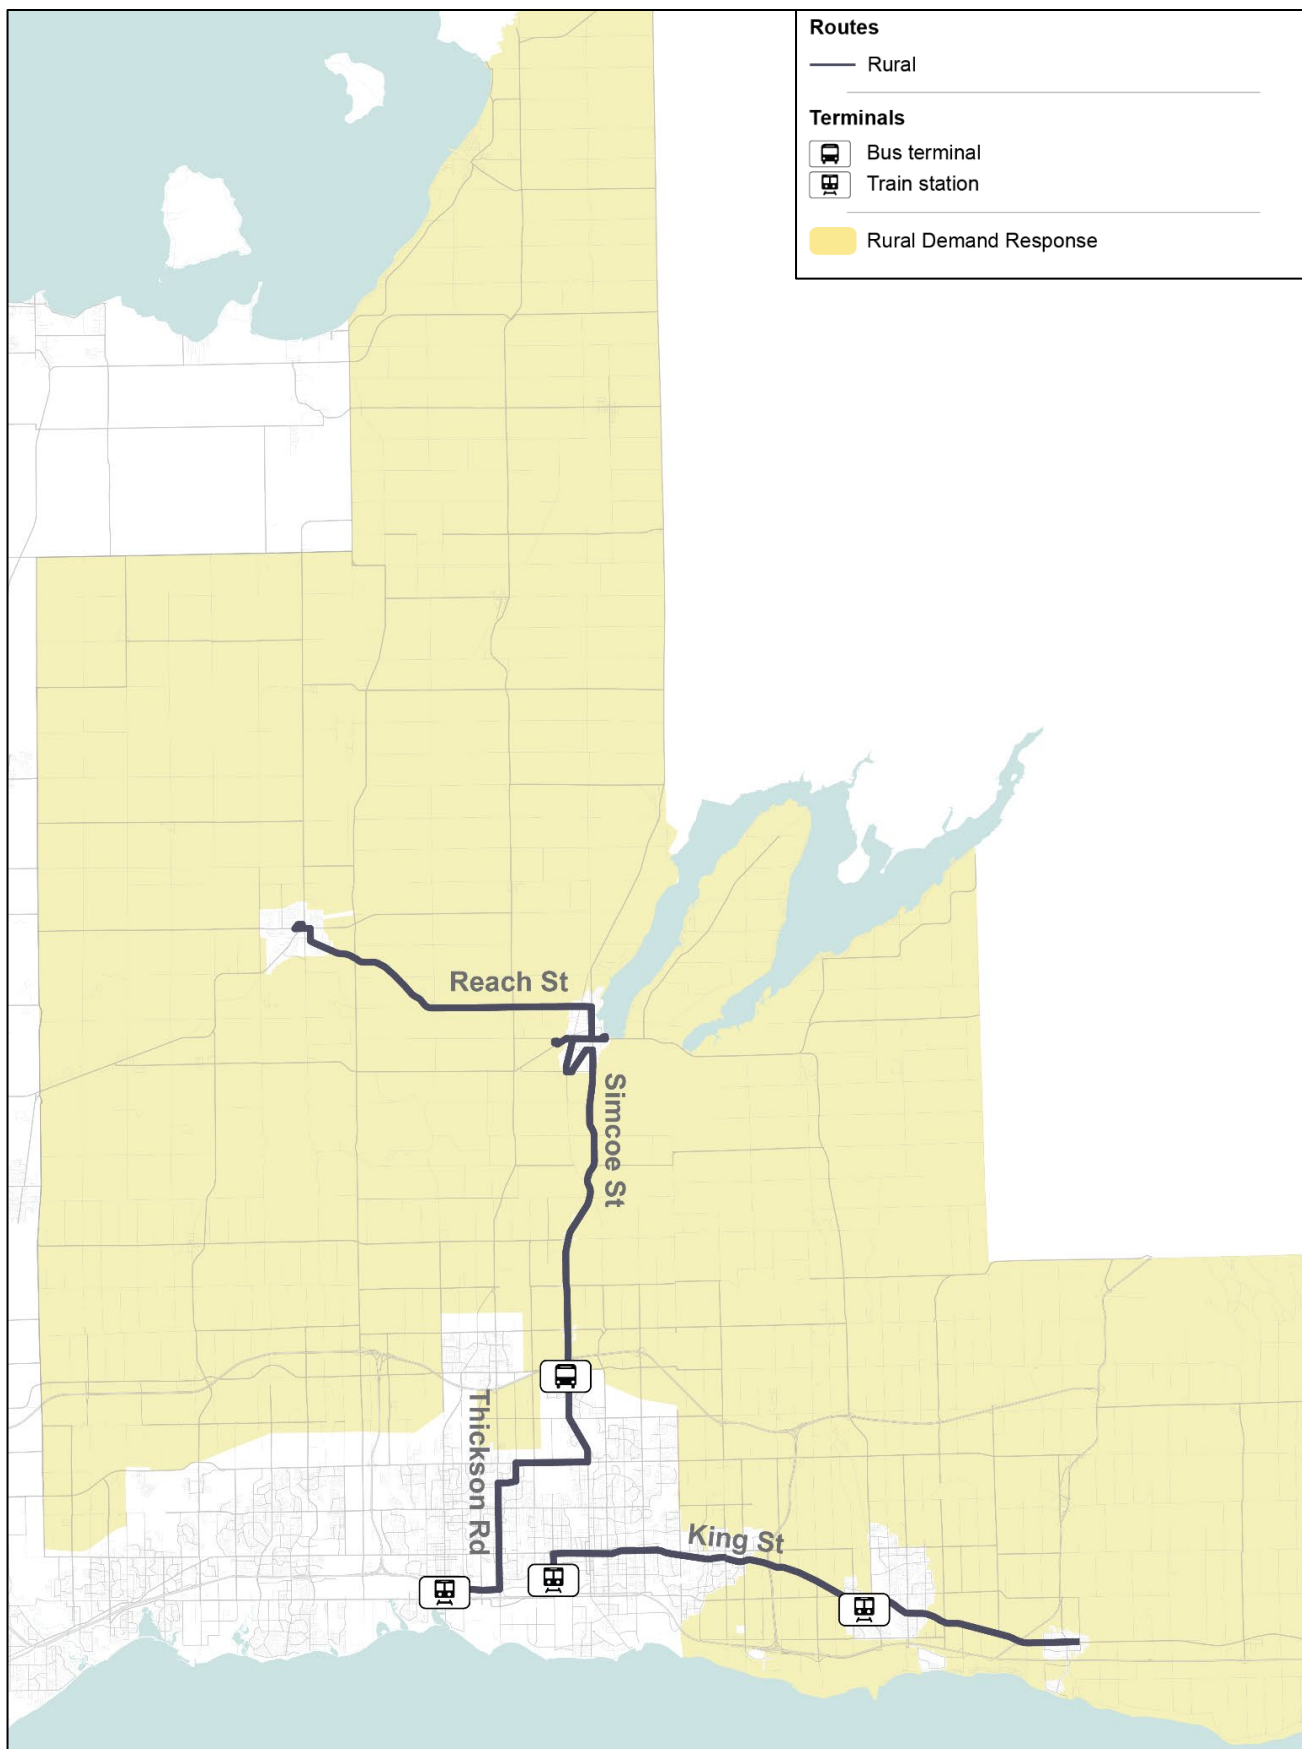 Routes
Rural
Terminals
Bus terminal
Train station
Rural Demand Response
Reach St
Simcoe St
Thickson Rd
King St